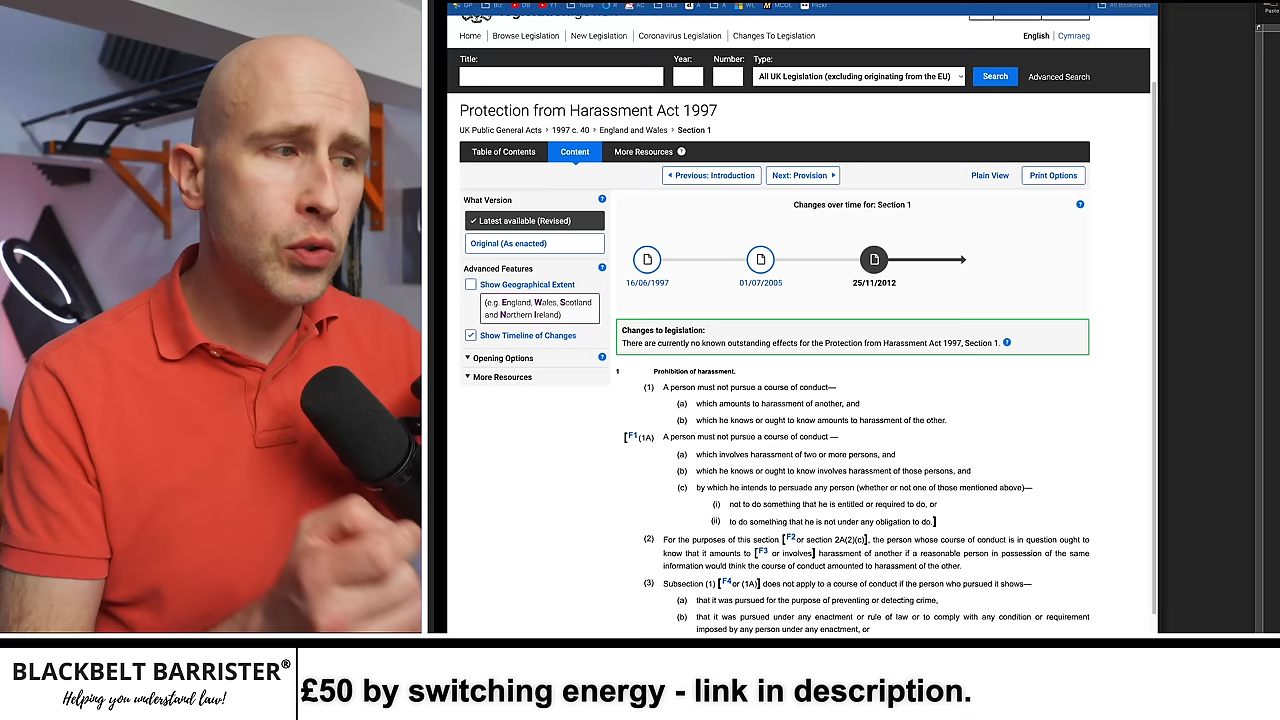 GP Biz DB YT Tools R AC DLs A A WL MCOL Flickr All Bookmarks
Paste
Home Browse Legislation New Legislation Coronavirus Legislation Changes To Legislation English Cymraeg
Title: Year: Number: Type:
All UK Legislation (excluding originating from the EU) Search Advanced Search
Protection from Harassment Act 1997
UK Public General Acts 1997 c. 40 England and Wales Section 1
Table of Contents Content More Resources ?
Previous: Introduction Next: Provision Plain View Print Options
What Version ?
✓ Latest available (Revised)
Original (As enacted)
Advanced Features ?
Show Geographical Extent
(e.g. England, Wales, Scotland
and Northern Ireland)
Show Timeline of Changes
Opening Options ?
More Resources
Changes over time for: Section 1 ?
16/06/1997 01/07/2005 25/11/2012
Changes to legislation:
There are currently no known outstanding effects for the Protection from Harassment Act 1997, Section 1. ?
1 Prohibition of harassment.
(1) A person must not pursue a course of conduct—
(a) which amounts to harassment of another, and
(b) which he knows or ought to know amounts to harassment of the other.
[F1(1A) A person must not pursue a course of conduct —
(a) which involves harassment of two or more persons, and
(b) which he knows or ought to know involves harassment of those persons, and
(c) by which he intends to persuade any person (whether or not one of those mentioned above)—
(i) not to do something that he is entitled or required to do, or
(ii) to do something that he is not under any obligation to do.]
(2) For the purposes of this section [F2or section 2A(2)(c)], the person whose course of conduct is in question ought to
know that it amounts to [F3 or involves] harassment of another if a reasonable person in possession of the same
information would think the course of conduct amounted to harassment of the other.
(3) Subsection (1) [F4or (1A)] does not apply to a course of conduct if the person who pursued it shows—
(a) that it was pursued for the purpose of preventing or detecting crime,
(b) that it was pursued under any enactment or rule of law or to comply with any condition or requirement
imposed by any person under any enactment, or
BLACKBELT BARRISTER®
Helping you understand law!
£50 by switching energy - link in description.